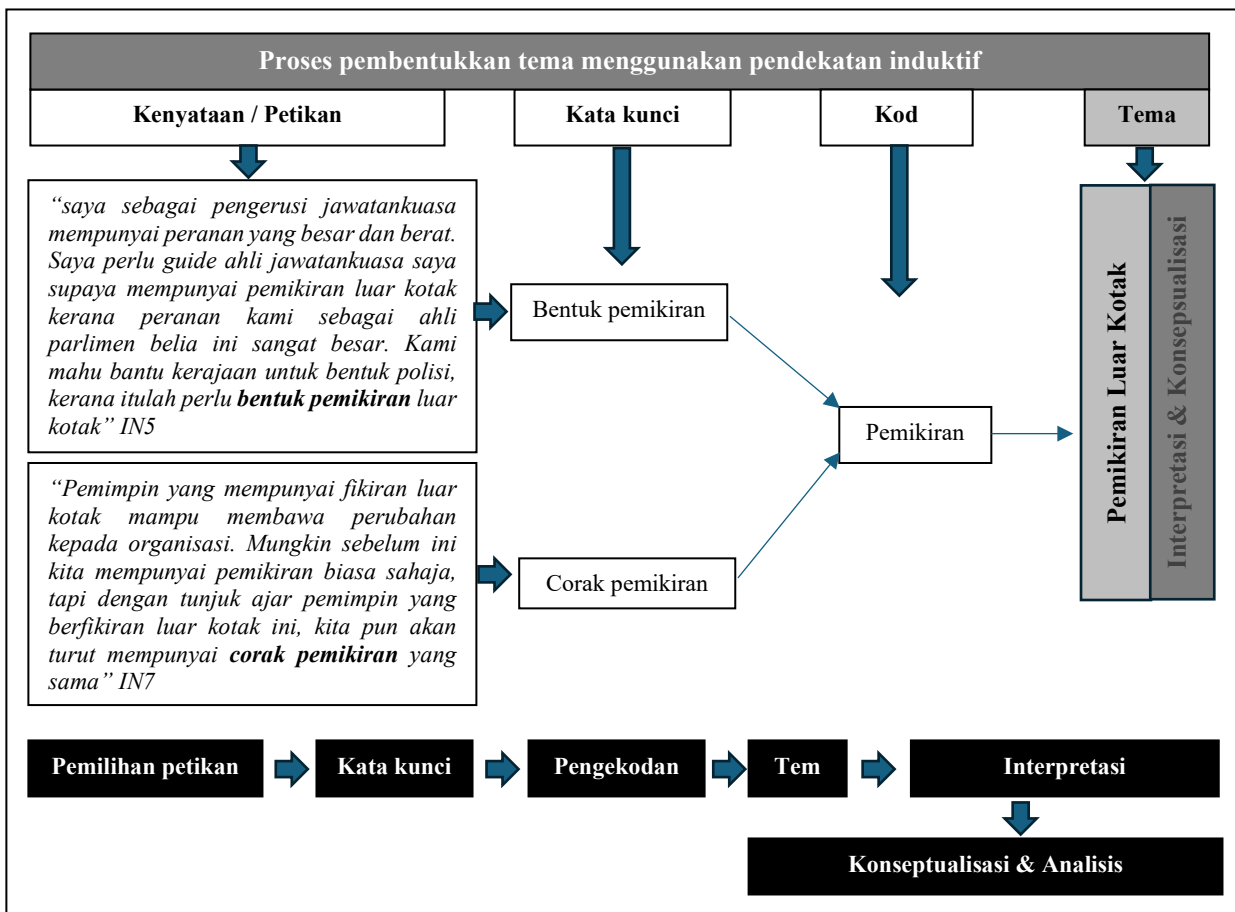 Proses pembentukkan tema menggunakan pendekatan induktif
Kenyataan / Petikan
Kata kunci
Kod
Tema
“saya sebagai pengerusi jawatankuasa
mempunyai peranan yang besar dan berat.
Saya perlu guide ahli jawatankuasa saya
supaya mempunyai pemikiran luar kotak
kerana peranan kami sebagai ahli
parlimen belia ini sangat besar. Kami
mahu bantu kerajaan untuk bentuk polisi,
kerana itulah perlu bentuk pemikiran luar
kotak” IN5
Bentuk pemikiran
Pemikiran
Pemikiran Luar Kotak
Interpretasi & Konsepsualisasi
“Pemimpin yang mempunyai fikiran luar
kotak mampu membawa perubahan
kepada organisasi. Mungkin sebelum ini
kita mempunyai pemikiran biasa sahaja,
tapi dengan tunjuk ajar pemimpin yang
berfikiran luar kotak ini, kita pun akan
turut mempunyai corak pemikiran yang
sama” IN7
Corak pemikiran
Pemilihan petikan
Kata kunci
Pengekodan
Tem
Interpretasi
Konseptualisasi & Analisis